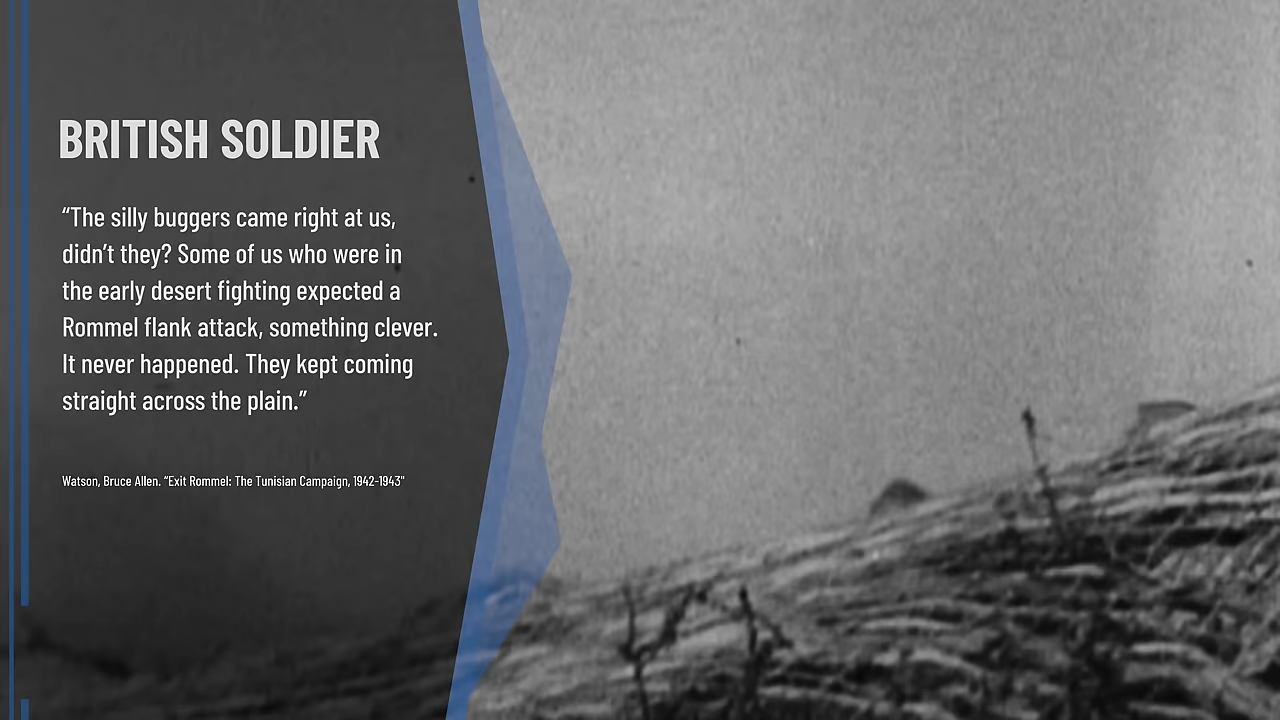 BRITISH SOLDIER
“The silly buggers came right at us,
didn’t they? Some of us who were in
the early desert fighting expected a
Rommel flank attack, something clever.
It never happened. They kept coming
straight across the plain.”
Watson, Bruce Allen. “Exit Rommel: The Tunisian Campaign, 1942-1943"